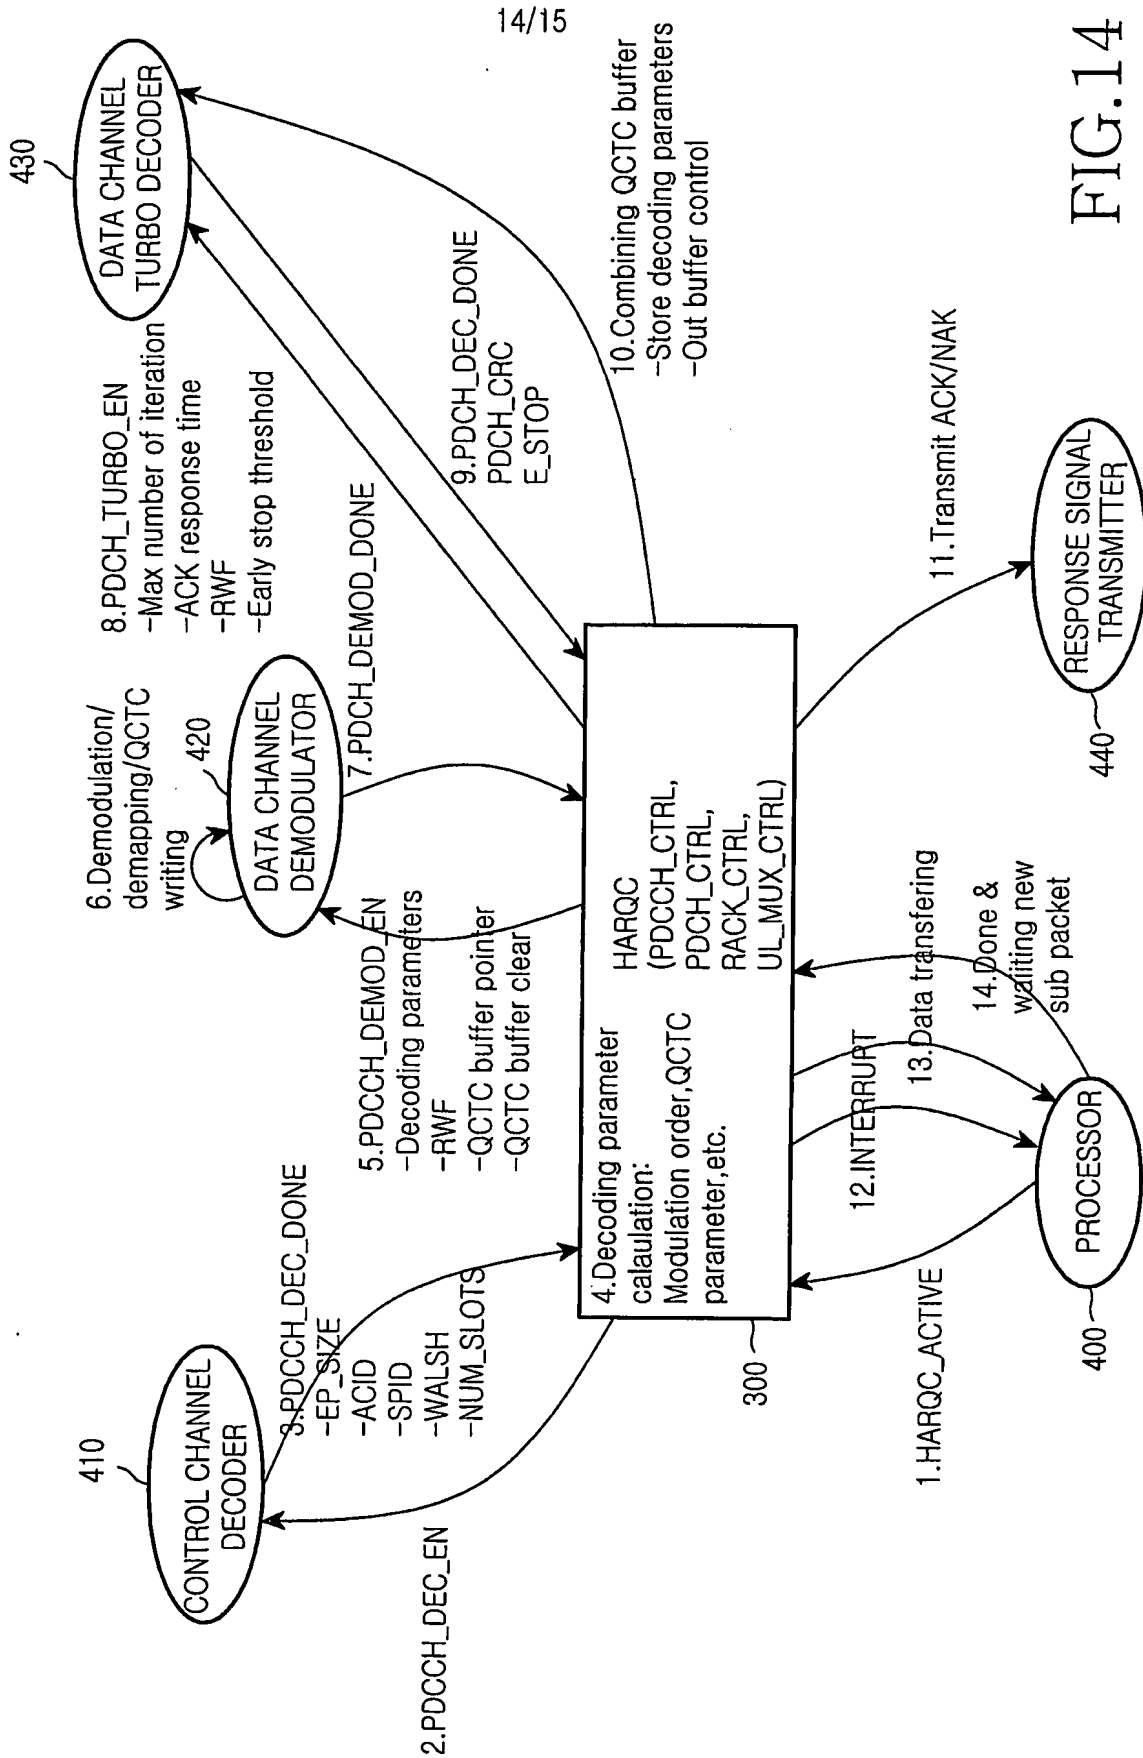 14/15
410
CONTROL CHANNEL
DECODER
2.PDCCH_DEC_EN
3.PDCCH_DEC_DONE
-EP_SIZE
-ACID
-SPID
-WALSH
-NUM_SLOTS
6.Demodulation/
demapping/QCTC
writing
420
DATA CHANNEL
DEMODULATOR
5.PDCCH_DEMOD_EN
-Decoding parameters
-RWF
-QCTC buffer pointer
-QCTC buffer clear
7.PDCH_DEMOD_DONE
8.PDCH_TURBO_EN
-Max number of iteration
-ACK response time
-RWF
-Early stop threshold
430
DATA CHANNEL
TURBO DECODER
9.PDCH_DEC_DONE
PDCH_CRC
E_STOP
10.Combining QCTC buffer
-Store decoding parameters
-Out buffer control
4.Decoding parameter
calaulation:
Modulation order,QCTC
parameter,etc.
HARQC
(PDCCH_CTRL,
PDCH_CTRL,
RACK_CTRL,
UL_MUX_CTRL)
300
1.HARQC_ACTIVE
12.INTERRUPT
13.Data transfering
14.Done &
waliting new
sub packet
400
PROCESSOR
11.Transmit ACK/NAK
440
RESPONSE SIGNAL
TRANSMITTER
FIG.14